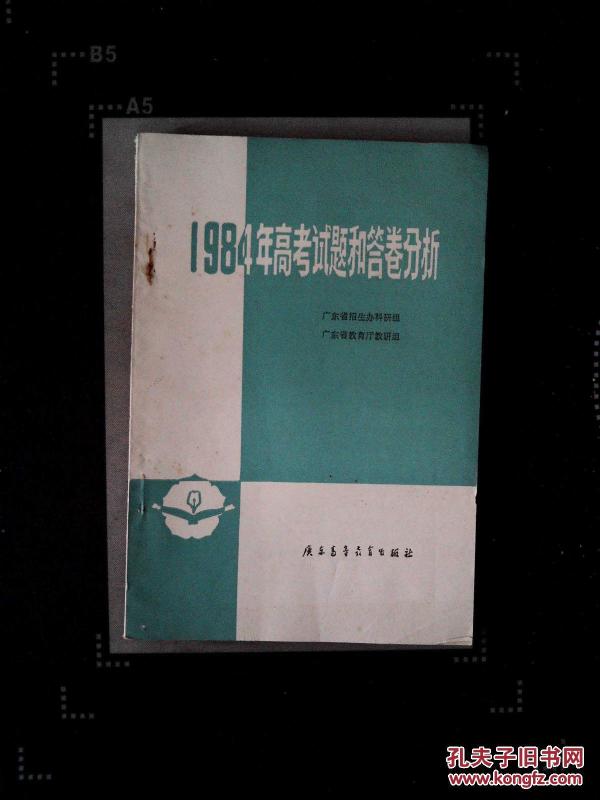 B5
A5
1984年高考试题和答卷分析
广东省招生办科研组
广东省教育厅教研组
广东高等教育出版社
孔夫子旧书网
www.kongfz.com